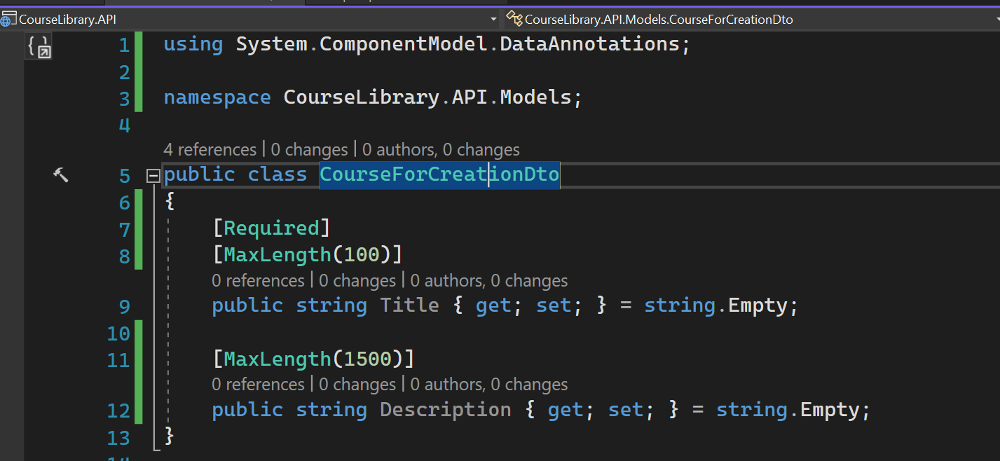 CourseLibrary.API CourseLibrary.API.Models.CourseForCreationDto
1 using System.ComponentModel.DataAnnotations;
2
3 namespace CourseLibrary.API.Models;
4
4 references | 0 changes | 0 authors, 0 changes
5 public class CourseForCreationDto
6 {
7 [Required]
8 [MaxLength(100)]
0 references | 0 changes | 0 authors, 0 changes
9 public string Title { get; set; } = string.Empty;
10
11 [MaxLength(1500)]
0 references | 0 changes | 0 authors, 0 changes
12 public string Description { get; set; } = string.Empty;
13 }